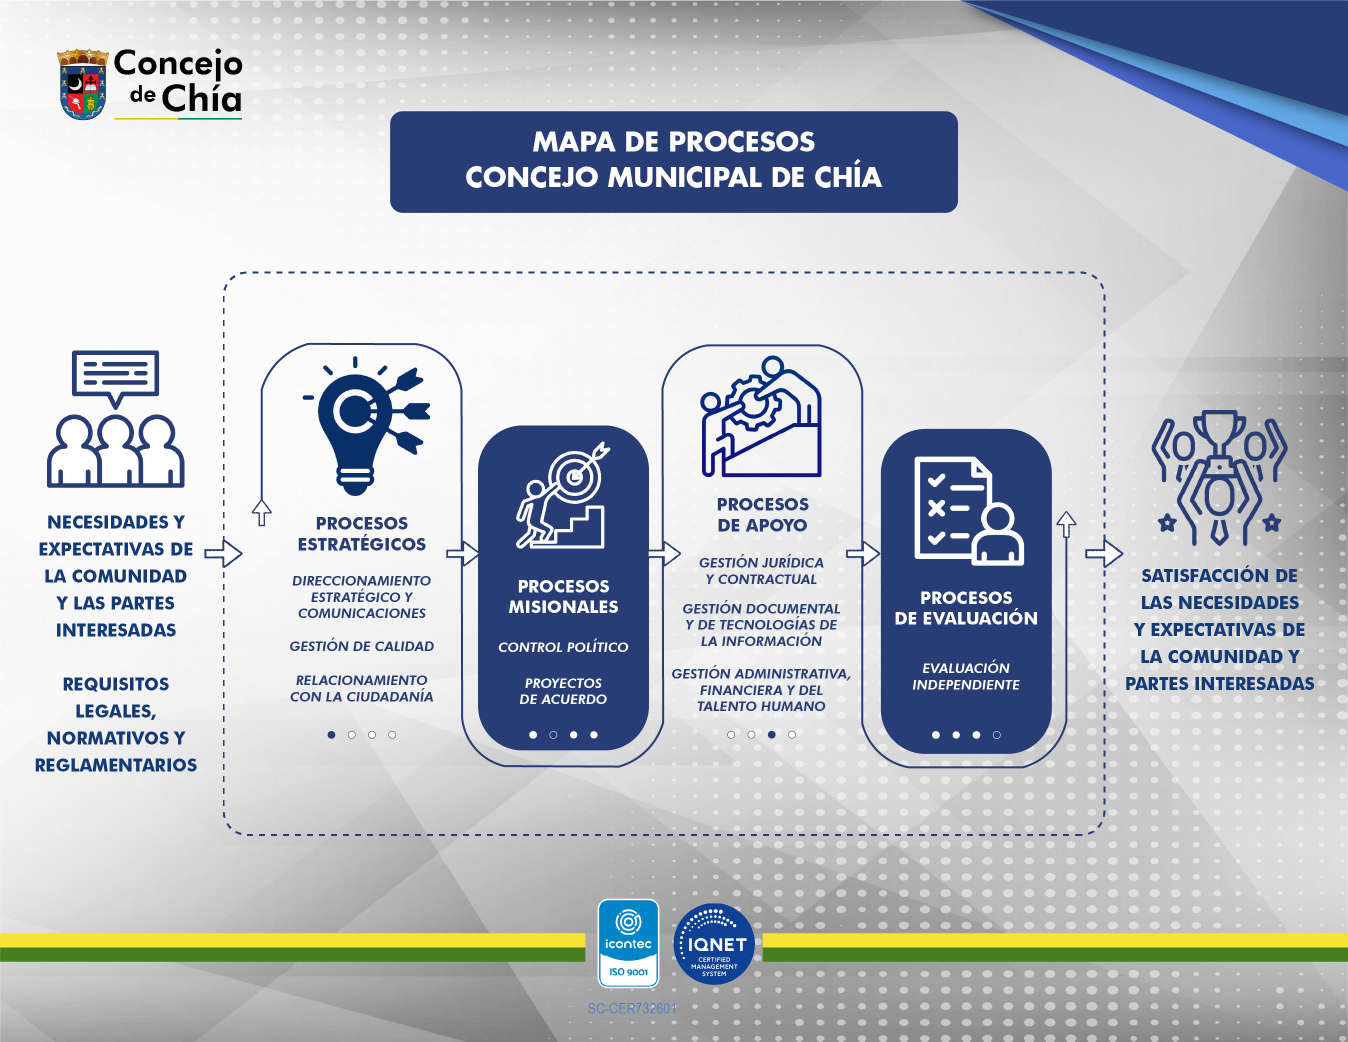 Concejo
de Chía
MAPA DE PROCESOS
CONCEJO MUNICIPAL DE CHÍA
NECESIDADES Y
EXPECTATIVAS DE
LA COMUNIDAD
Y LAS PARTES
INTERESADAS
REQUISITOS
LEGALES,
NORMATIVOS Y
REGLAMENTARIOS
PROCESOS
ESTRATÉGICOS
DIRECCIONAMIENTO
ESTRATÉGICO Y
COMUNICACIONES
GESTIÓN DE CALIDAD
RELACIONAMIENTO
CON LA CIUDADANÍA
PROCESOS
MISIONALES
CONTROL POLÍTICO
PROYECTOS
DE ACUERDO
PROCESOS
DE APOYO
GESTIÓN JURÍDICA
Y CONTRACTUAL
GESTIÓN DOCUMENTAL
Y DE TECNOLOGÍAS DE
LA INFORMACIÓN
GESTIÓN ADMINISTRATIVA,
FINANCIERA Y DEL
TALENTO HUMANO
PROCESOS
DE EVALUACIÓN
EVALUACIÓN
INDEPENDIENTE
SATISFACCIÓN DE
LAS NECESIDADES
Y EXPECTATIVAS DE
LA COMUNIDAD Y
PARTES INTERESADAS
icontec
ISO 9001
IQNET
CERTIFIED
MANAGEMENT
SYSTEM
SC-CER732601